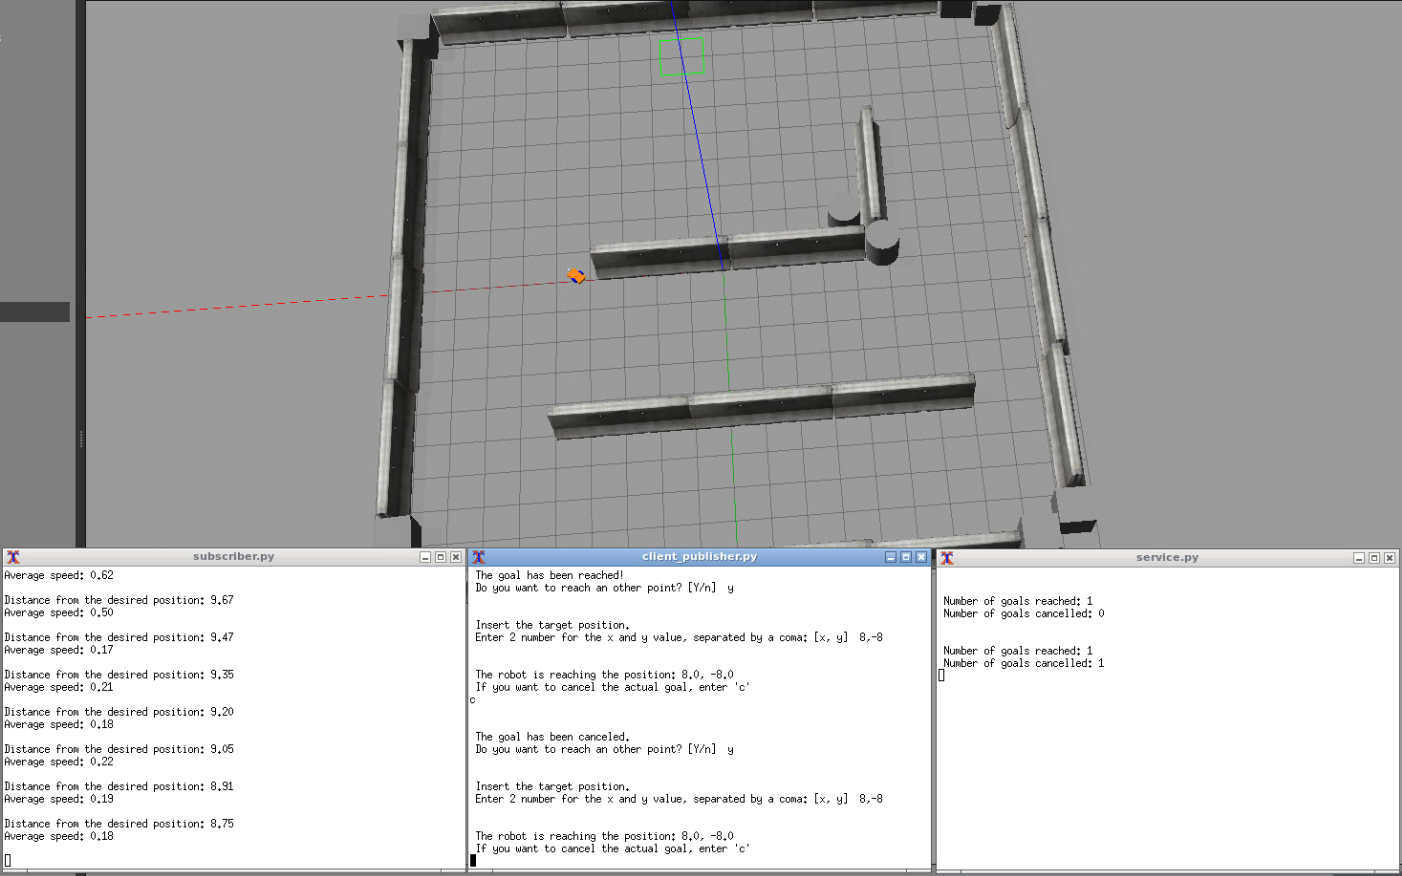 subscriber.py
Average speed: 0.62
Distance from the desired position: 9.67
Average speed: 0.50
Distance from the desired position: 9.47
Average speed: 0.17
Distance from the desired position: 9.35
Average speed: 0.21
Distance from the desired position: 9.20
Average speed: 0.18
Distance from the desired position: 9.05
Average speed: 0.22
Distance from the desired position: 8.91
Average speed: 0.19
Distance from the desired position: 8.75
Average speed: 0.18
client_publisher.py
The goal has been reached!
Do you want to reach an other point? [Y/n] y
Insert the target position.
Enter 2 number for the x and y value, separated by a coma: [x, y] 8,-8
The robot is reaching the position: 8.0, -8.0
If you want to cancel the actual goal, enter 'c'
c
The goal has been canceled.
Do you want to reach an other point? [Y/n] y
Insert the target position.
Enter 2 number for the x and y value, separated by a coma: [x, y] 8,-8
The robot is reaching the position: 8.0, -8.0
If you want to cancel the actual goal, enter 'c'
service.py
Number of goals reached: 1
Number of goals cancelled: 0
Number of goals reached: 1
Number of goals cancelled: 1